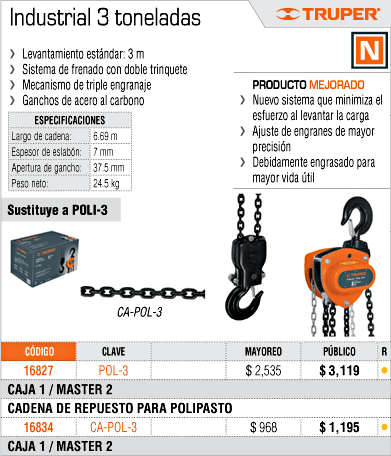 Industrial 3 toneladas
TRUPER
N
› Levantamiento estándar: 3 m
› Sistema de frenado con doble trinquete
› Mecanismo de triple engranaje
› Ganchos de acero al carbono
ESPECIFICACIONES
Largo de cadena: 6.69 m
Espesor de eslabón: 7 mm
Apertura de gancho: 37.5 mm
Peso neto: 24.5 kg
PRODUCTO MEJORADO
› Nuevo sistema que minimiza el
esfuerzo al levantar la carga
› Ajuste de engranes de mayor
precisión
› Debidamente engrasado para
mayor vida útil
Sustituye a POLI-3
CA-POL-3
TRUPER
CÓDIGO CLAVE MAYOREO PÚBLICO R
16827 POL-3 $ 2,535 $ 3,119
CAJA 1 / MASTER 2
CADENA DE REPUESTO PARA POLIPASTO
16834 CA-POL-3 $ 968 $ 1,195
CAJA 1 / MASTER 2